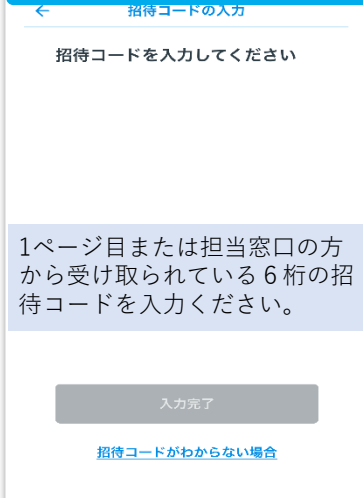 招待コードの入力
招待コードを入力してください
1ページ目または担当窓口の方
から受け取られている６桁の招
待コードを入力ください。
入力完了
招待コードがわからない場合